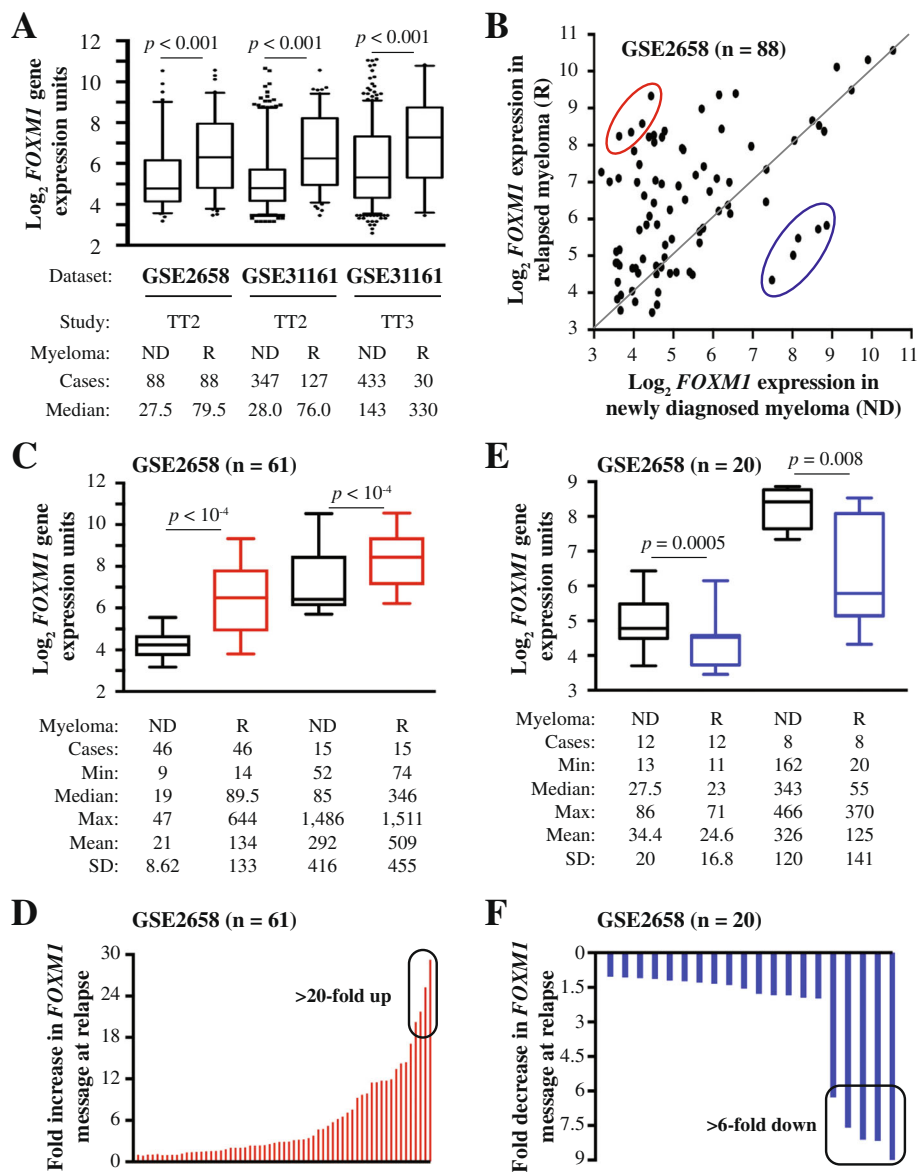 A
Log2 FOXM1 gene
expression units
12
10
8
6
4
2
p < 0.001
p < 0.001
p < 0.001
Dataset: GSE2658 GSE31161 GSE31161
Study: TT2 TT2 TT3
Myeloma: ND R ND R ND R
Cases: 88 88 347 127 433 30
Median: 27.5 79.5 28.0 76.0 143 330
B
GSE2658 (n = 88)
Log2 FOXM1 expression in
relapsed myeloma (R)
11
10
9
8
7
6
5
4
3
3 4 5 6 7 8 9 10 11
Log2 FOXM1 expression in
newly diagnosed myeloma (ND)
C
GSE2658 (n = 61)
Log2 FOXM1 gene
expression units
12
10
8
6
4
2
p < 10-4
p < 10-4
Myeloma: ND R ND R
Cases: 46 46 15 15
Min: 9 14 52 74
Median: 19 89.5 85 346
Max: 47 644 1,486 1,511
Mean: 21 134 292 509
SD: 8.62 133 416 455
E
GSE2658 (n = 20)
Log2 FOXM1 gene
expression units
9
8
7
6
5
4
3
p = 0.0005
p = 0.008
Myeloma: ND R ND R
Cases: 12 12 8 8
Min: 13 11 162 20
Median: 27.5 23 343 55
Max: 86 71 466 370
Mean: 34.4 24.6 326 125
SD: 20 16.8 120 141
D
GSE2658 (n = 61)
Fold increase in FOXM1
message at relapse
30
24
18
12
6
0
>20-fold up
F
GSE2658 (n = 20)
Fold decrease in FOXM1
message at relapse
0
1.5
3
4.5
6
7.5
9
>6-fold down